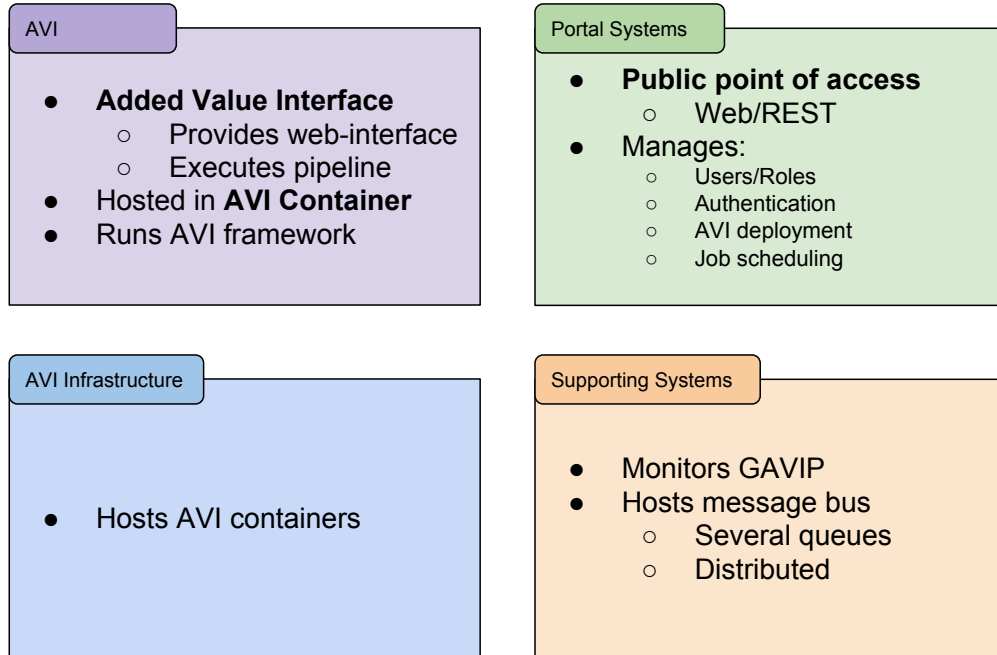 AVI
● Added Value Interface
○ Provides web-interface
○ Executes pipeline
● Hosted in AVI Container
● Runs AVI framework
Portal Systems
● Public point of access
○ Web/REST
● Manages:
○ Users/Roles
○ Authentication
○ AVI deployment
○ Job scheduling
AVI Infrastructure
● Hosts AVI containers
Supporting Systems
● Monitors GAVIP
● Hosts message bus
○ Several queues
○ Distributed